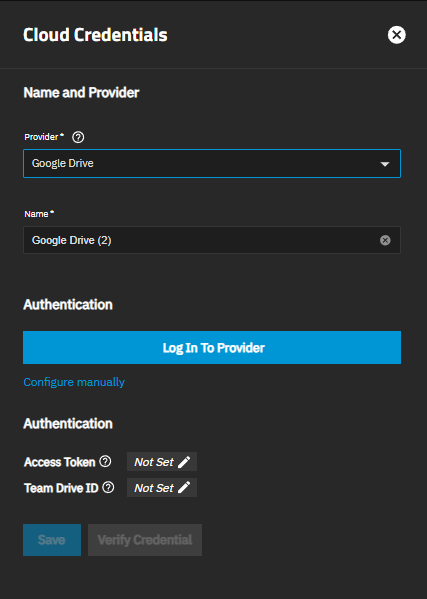 Cloud Credentials
Name and Provider
Provider *
Google Drive
Name *
Google Drive (2)
Authentication
Log In To Provider
Configure manually
Authentication
Access Token Not Set
Team Drive ID Not Set
Save Verify Credential